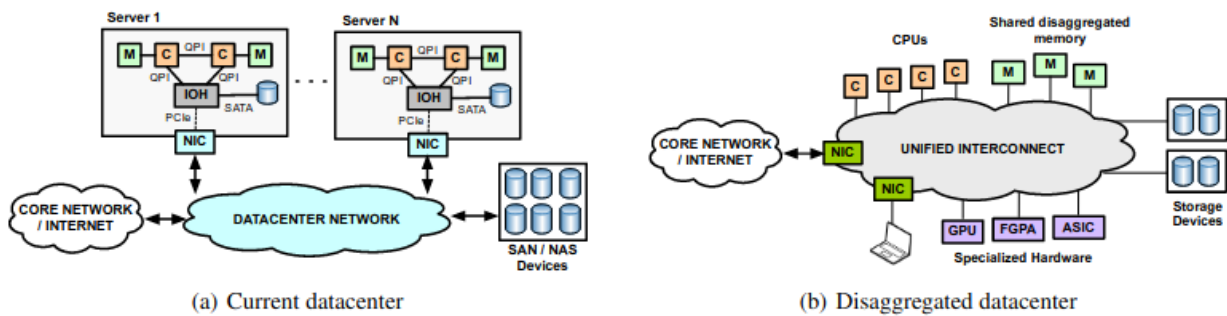 Server 1
M
QPI
C
C
M
QPI
QPI
IOH
SATA
PCIe
NIC
Server N
M
QPI
C
C
M
QPI
QPI
IOH
SATA
PCIe
NIC
CORE NETWORK
/ INTERNET
DATACENTER NETWORK
SAN / NAS
Devices
(a) Current datacenter
CPUs
Shared disaggregated
memory
C
C
C
C
M
M
M
CORE NETWORK
/ INTERNET
NIC
UNIFIED INTERCONNECT
NIC
GPU
FGPA
ASIC
Specialized Hardware
Storage
Devices
(b) Disaggregated datacenter